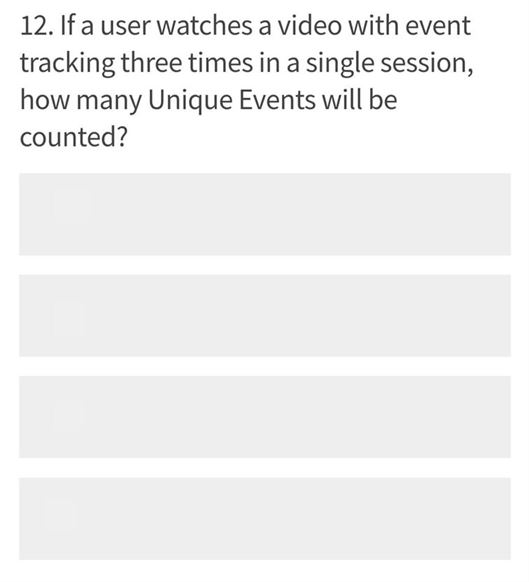 12. If a user watches a video with event
tracking three times in a single session,
how many Unique Events will be
counted?